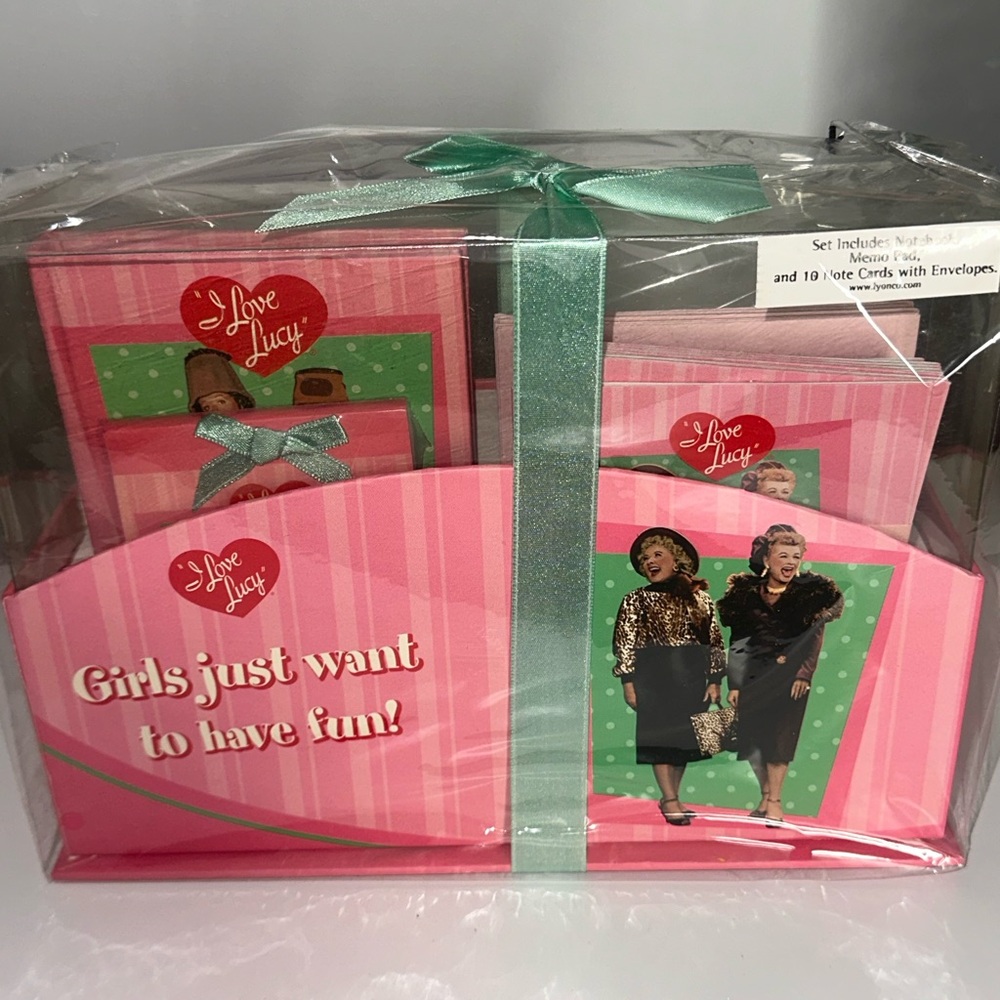 "I Love
Lucy"
Set Includes Notebook,
Memo Pad,
and 10 Note Cards with Envelopes.
www.lyonco.com
"I Love
Lucy"
"I Love
Lucy"
Girls just want
to have fun!